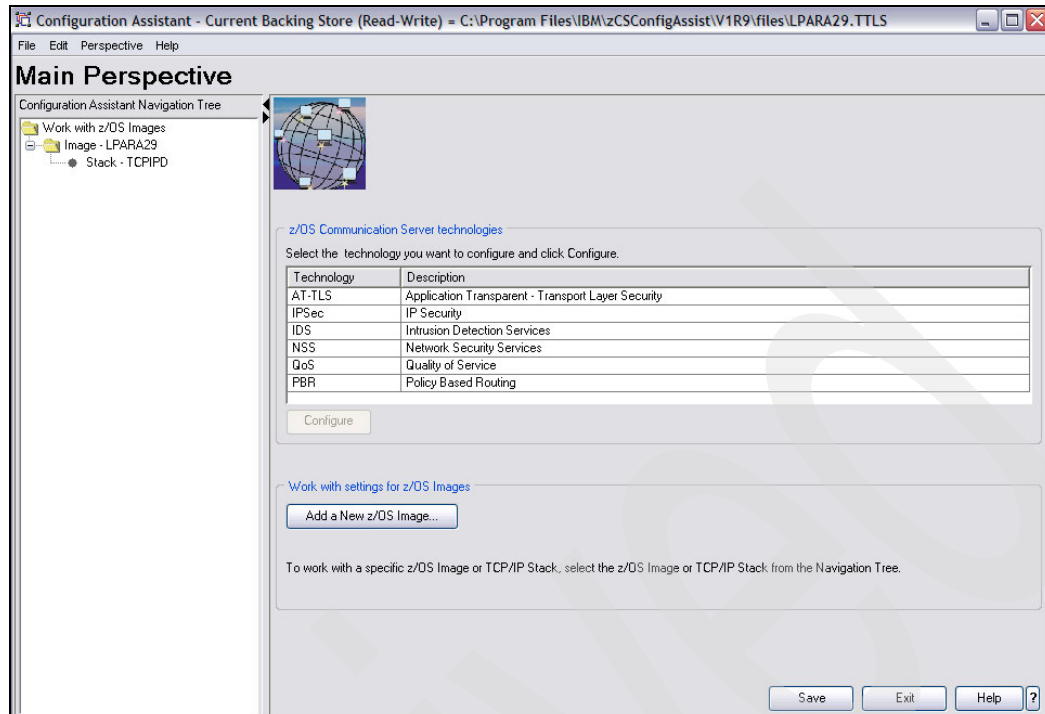 Configuration Assistant - Current Backing Store (Read-Write) = C:\Program Files\IBM\zCSConfigAssist\V1R9\files\LPARA29.TTLS
File Edit Perspective Help
Main Perspective
Configuration Assistant Navigation Tree
Work with z/OS Images
Image - LPARA29
Stack - TCPIPD
z/OS Communication Server technologies
Select the technology you want to configure and click Configure.
Technology Description
AT-TLS Application Transparent - Transport Layer Security
IPSec IP Security
IDS Intrusion Detection Services
NSS Network Security Services
QoS Quality of Service
PBR Policy Based Routing
Configure
Work with settings for z/OS Images
Add a New z/OS Image...
To work with a specific z/OS Image or TCP/IP Stack, select the z/OS Image or TCP/IP Stack from the Navigation Tree.
Save Exit Help ?